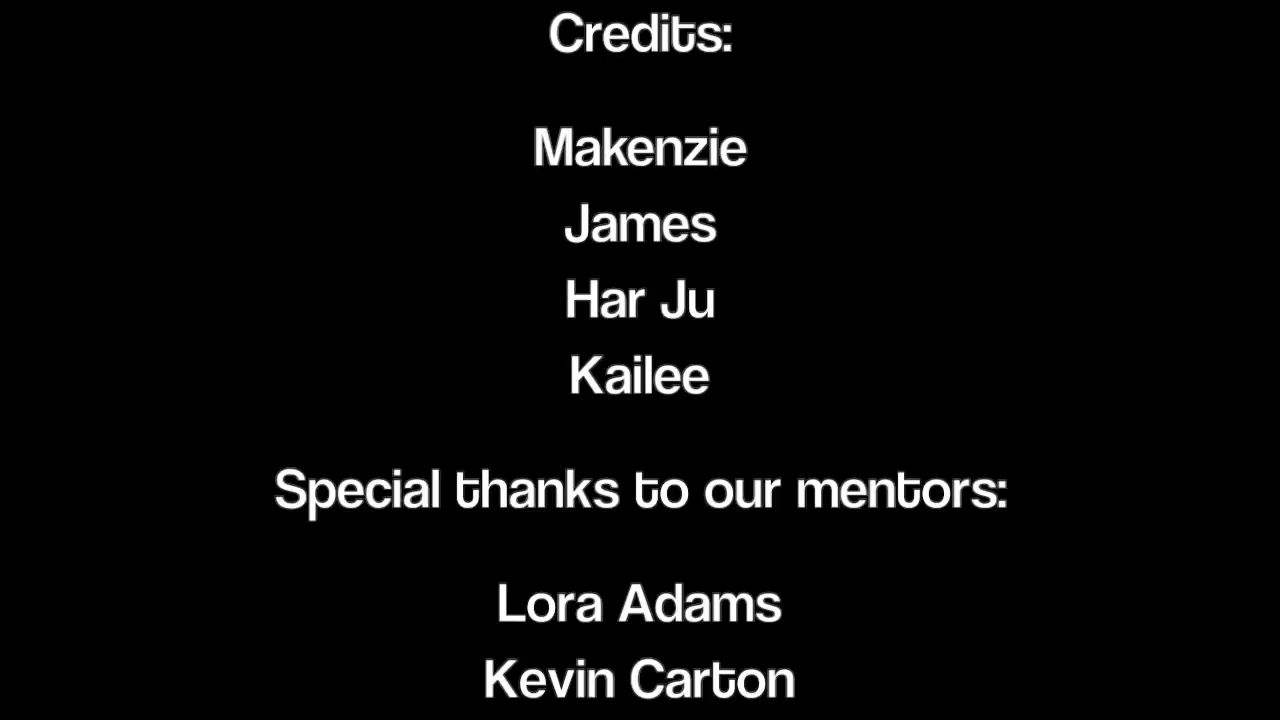 Credits:
Makenzie
James
Har Ju
Kailee
Special thanks to our mentors:
Lora Adams
Kevin Carton